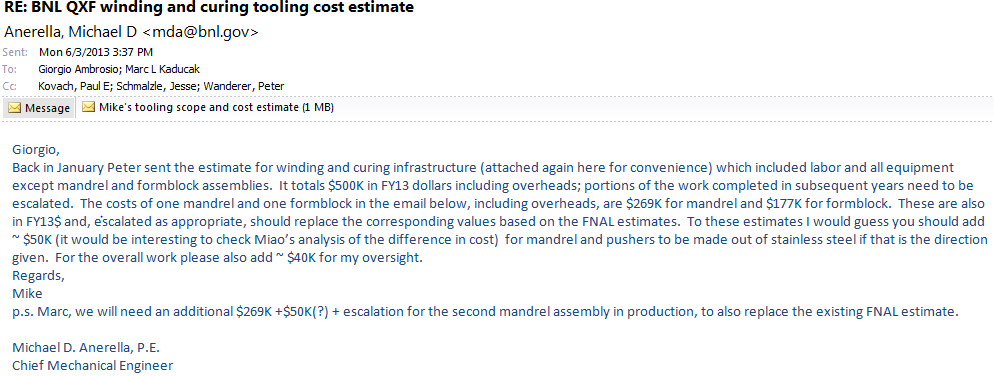 RE: BNL QXF winding and curing tooling cost estimate
Anerella, Michael D <mda@bnl.gov>
Sent: Mon 6/3/2013 3:37 PM
To: Giorgio Ambrosio; Marc L Kaducak
Cc: Kovach, Paul E; Schmalzle, Jesse; Wanderer, Peter
Message Mike's tooling scope and cost estimate (1 MB)
Giorgio,
Back in January Peter sent the estimate for winding and curing infrastructure (attached again here for convenience) which included labor and all equipment
except mandrel and formblock assemblies. It totals $500K in FY13 dollars including overheads; portions of the work completed in subsequent years need to be
escalated. The costs of one mandrel and one formblock in the email below, including overheads, are $269K for mandrel and $177K for formblock. These are also
in FY13$ and, escalated as appropriate, should replace the corresponding values based on the FNAL estimates. To these estimates I would guess you should add
~ $50K (it would be interesting to check Miao's analysis of the difference in cost) for mandrel and pushers to be made out of stainless steel if that is the direction
given. For the overall work please also add ~ $40K for my oversight.
Regards,
Mike
p.s. Marc, we will need an additional $269K +$50K(?) + escalation for the second mandrel assembly in production, to also replace the existing FNAL estimate.
Michael D. Anerella, P.E.
Chief Mechanical Engineer